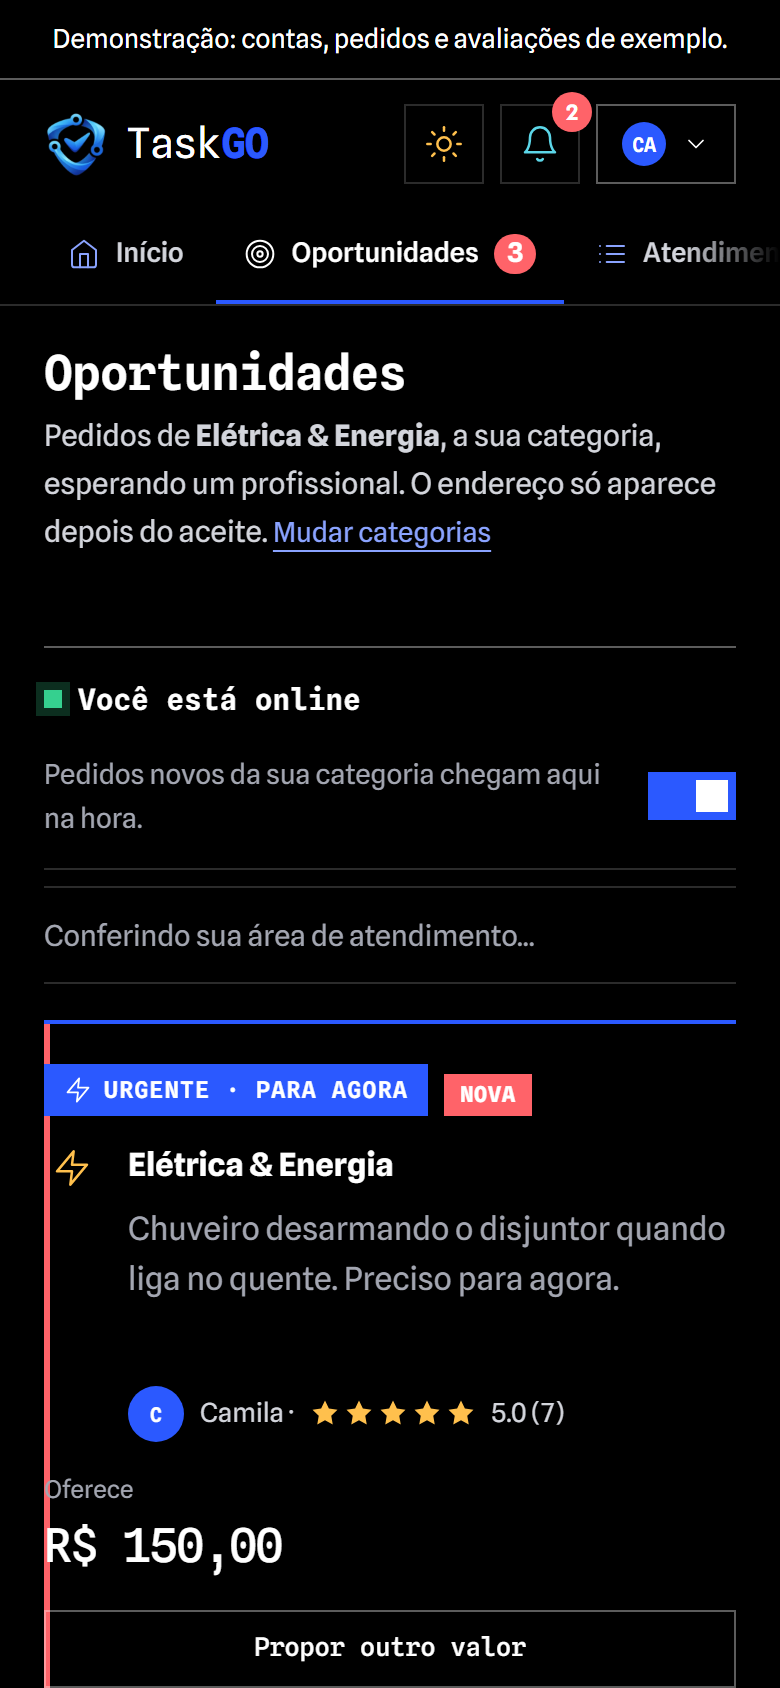 Demonstração: contas, pedidos e avaliações de exemplo.
TaskGO
2
CA
Início
Oportunidades
3
Atendimen
Oportunidades
Pedidos de Elétrica & Energia, a sua categoria,
esperando um profissional. O endereço só aparece
depois do aceite. Mudar categorias
Você está online
Pedidos novos da sua categoria chegam aqui
na hora.
Conferindo sua área de atendimento...
URGENTE · PARA AGORA
NOVA
Elétrica & Energia
Chuveiro desarmando o disjuntor quando
liga no quente. Preciso para agora.
C
Camila · 5.0 (7)
Oferece
R$ 150,00
Propor outro valor